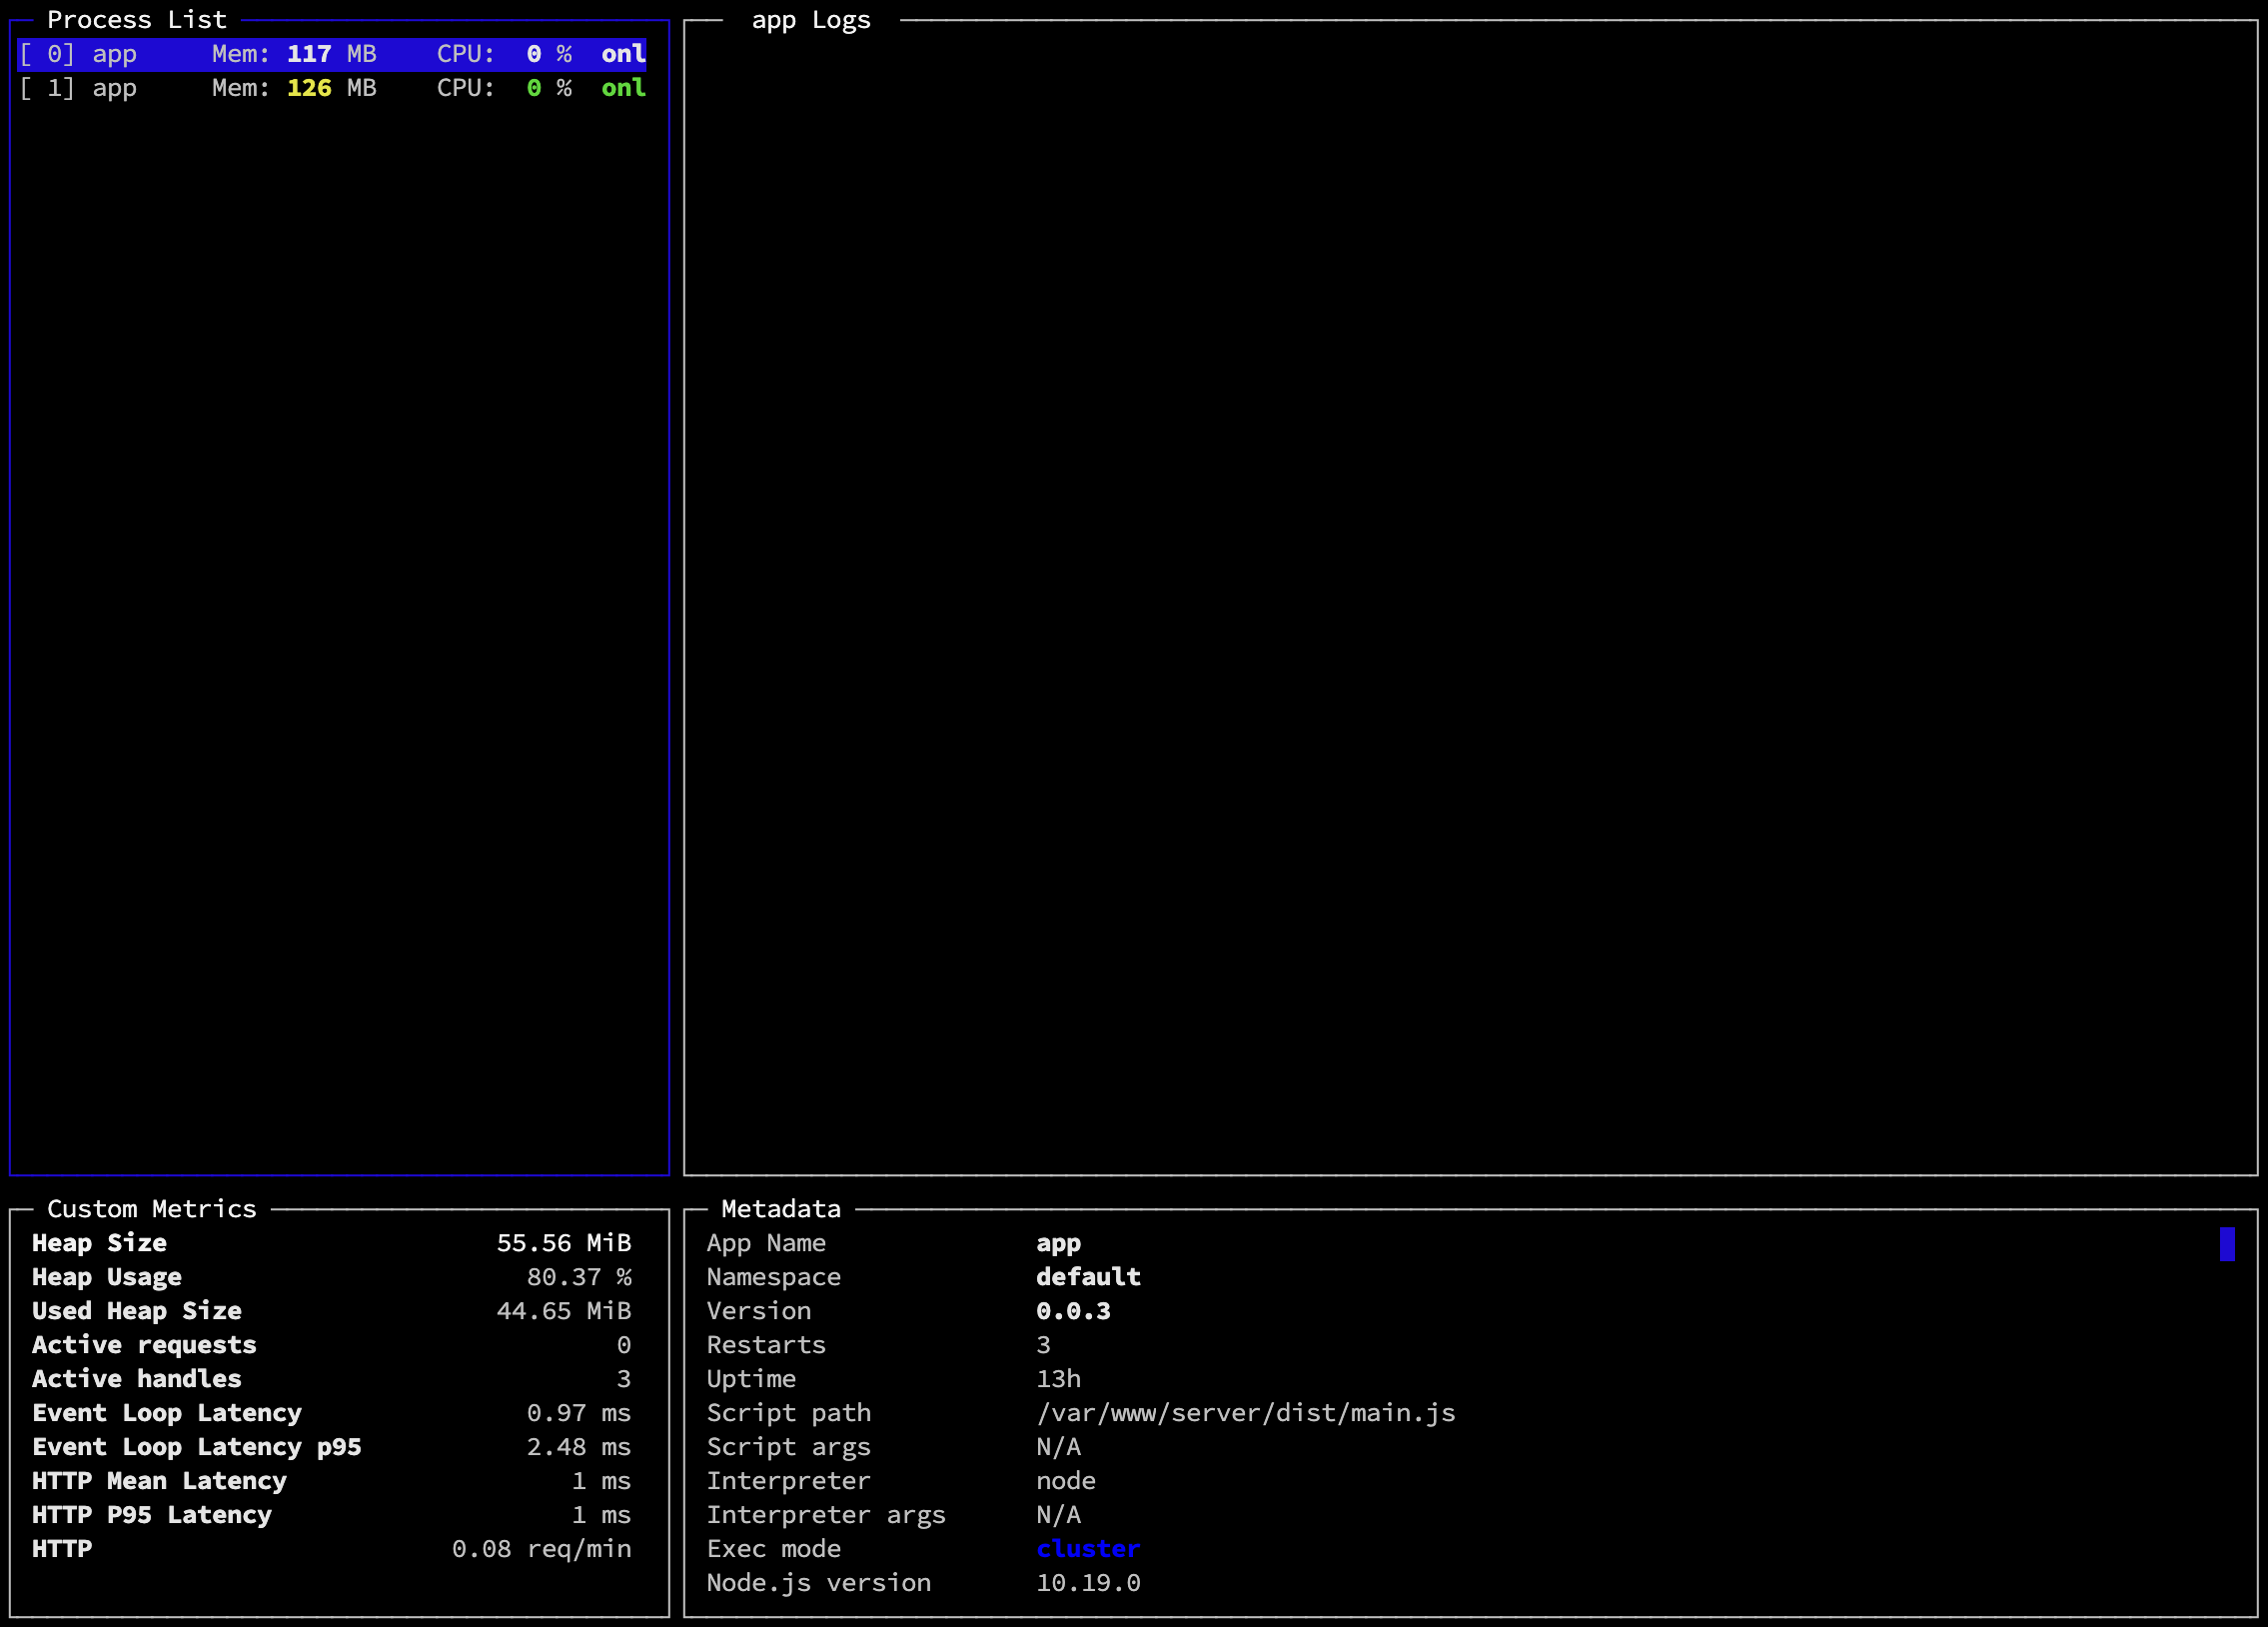 Process List
[ 0] app Mem: 117 MB CPU: 0 % onl
[ 1] app Mem: 126 MB CPU: 0 % onl
app Logs
Custom Metrics
Heap Size 55.56 MiB
Heap Usage 80.37 %
Used Heap Size 44.65 MiB
Active requests 0
Active handles 3
Event Loop Latency 0.97 ms
Event Loop Latency p95 2.48 ms
HTTP Mean Latency 1 ms
HTTP P95 Latency 1 ms
HTTP 0.08 req/min
Metadata
App Name app
Namespace default
Version 0.0.3
Restarts 3
Uptime 13h
Script path /var/www/server/dist/main.js
Script args N/A
Interpreter node
Interpreter args N/A
Exec mode cluster
Node.js version 10.19.0